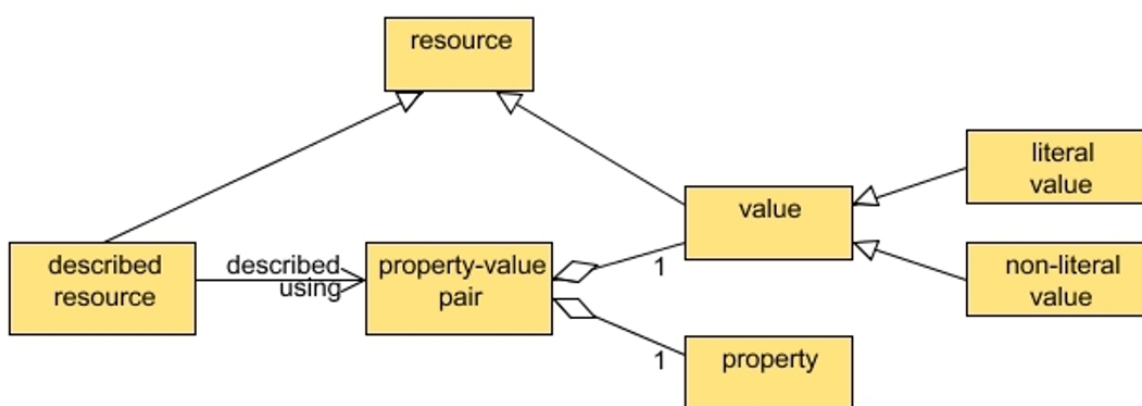 resource
literal
value
value
described
resource
described
using
property-value
pair
1
non-literal
value
1
property